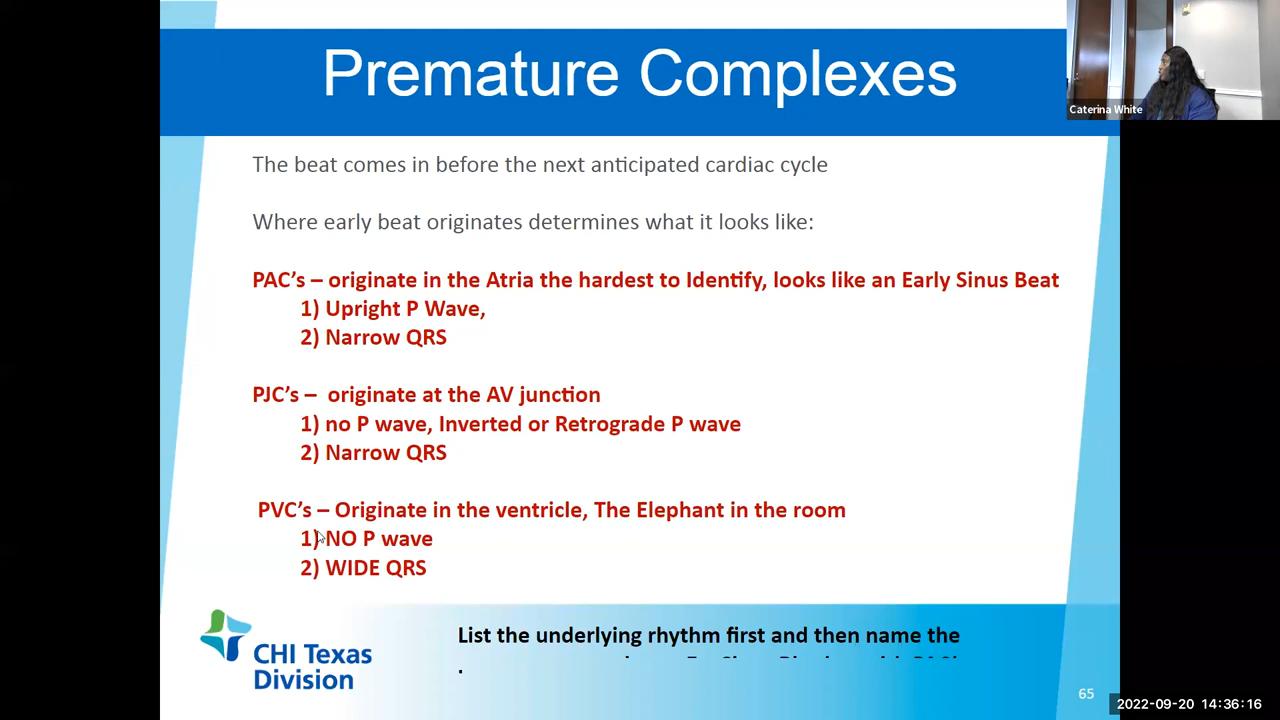 Premature Complexes
Caterina White
The beat comes in before the next anticipated cardiac cycle
Where early beat originates determines what it looks like:
PAC’s – originate in the Atria the hardest to Identify, looks like an Early Sinus Beat
1) Upright P Wave,
2) Narrow QRS
PJC’s – originate at the AV junction
1) no P wave, Inverted or Retrograde P wave
2) Narrow QRS
PVC’s – Originate in the ventricle, The Elephant in the room
1) NO P wave
2) WIDE QRS
List the underlying rhythm first and then name the
CHI Texas
Division
65
2022-09-20 14:36:16